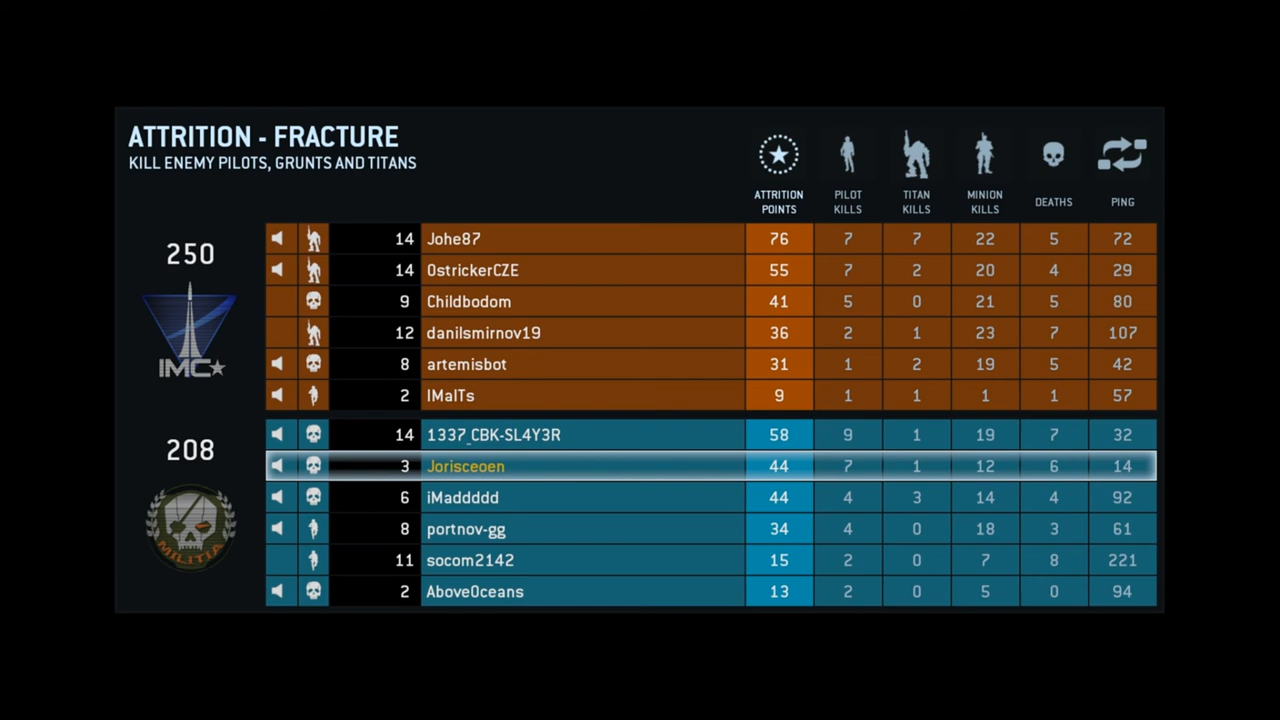 ATTRITION - FRACTURE
KILL ENEMY PILOTS, GRUNTS AND TITANS
ATTRITION POINTS PILOT KILLS TITAN KILLS MINION KILLS DEATHS PING
250
IMC
14 Johe87 76 7 7 22 5 72
14 OstrickerCZE 55 7 2 20 4 29
9 Childbodom 41 5 0 21 5 80
12 danilsmirnov19 36 2 1 23 7 107
8 artemisbot 31 1 2 19 5 42
2 IMalTs 9 1 1 1 1 57
208
MILITIA
14 1337_CBK-SL4Y3R 58 9 1 19 7 32
3 Jorisceoen 44 7 1 12 6 14
6 iMaddddd 44 4 3 14 4 92
8 portnov-gg 34 4 0 18 3 61
11 socom2142 15 2 0 7 8 221
2 AboveOceans 13 2 0 5 0 94